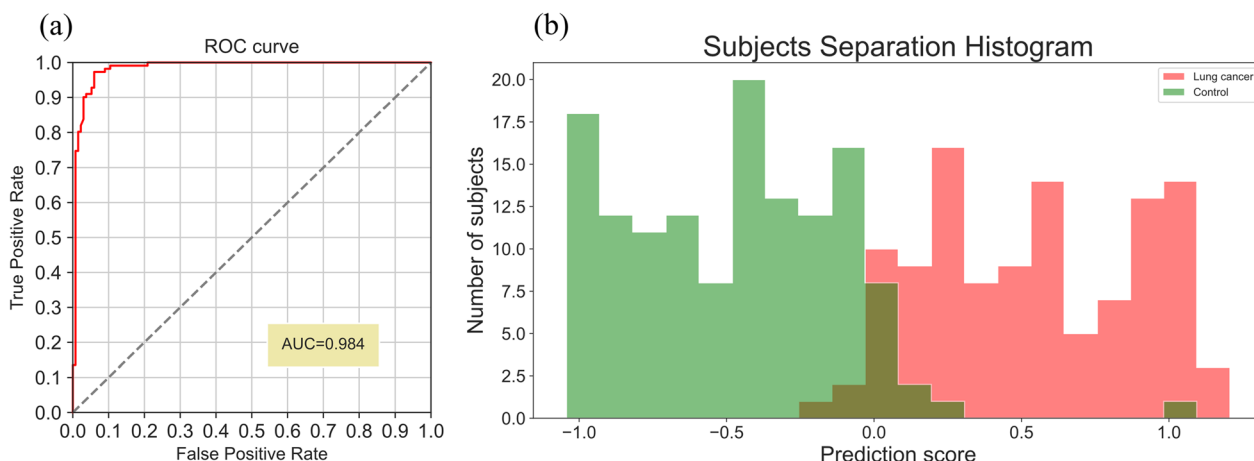 (a)
ROC curve
1.0
0.9
0.8
0.7
0.6
0.5
0.4
0.3
0.2
0.1
0.0
True Positive Rate
AUC=0.984
0.0 0.1 0.2 0.3 0.4 0.5 0.6 0.7 0.8 0.9 1.0
False Positive Rate
(b)
Subjects Separation Histogram
Lung cancer
Control
20.0
17.5
15.0
12.5
10.0
7.5
5.0
2.5
0.0
Number of subjects
−1.0 −0.5 0.0 0.5 1.0
Prediction score